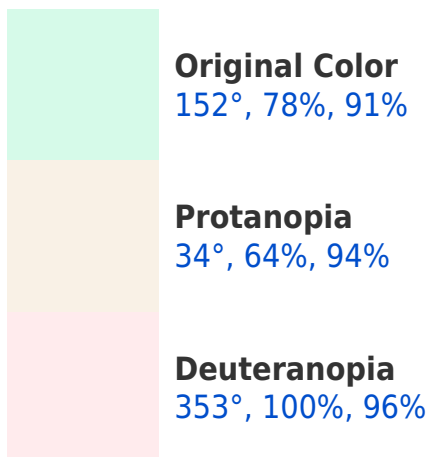 Original Color
152°, 78%, 91%
Protanopia
34°, 64%, 94%
Deuteranopia
353°, 100%, 96%